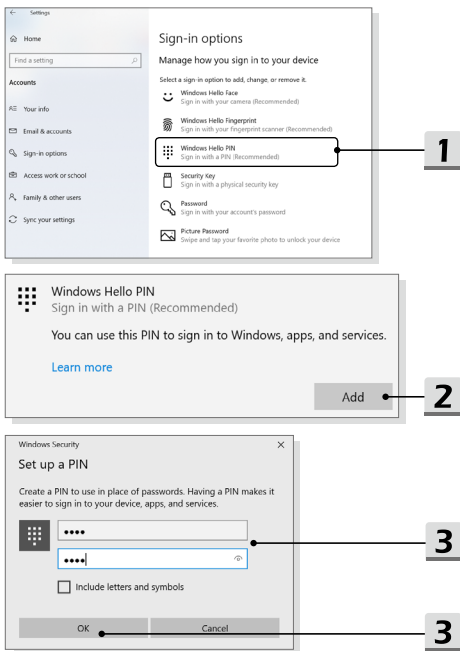 Settings
Home
Find a setting
Accounts
Your info
Email & accounts
Sign-in options
Access work or school
Family & other users
Sync your settings
Sign-in options
Manage how you sign in to your device
Select a sign-in option to add, change, or remove it.
Windows Hello Face
Sign in with your camera (Recommended)
Windows Hello Fingerprint
Sign in with your fingerprint scanner (Recommended)
Windows Hello PIN
Sign in with a PIN (Recommended)
Security Key
Sign in with a physical security key
Password
Sign in with your account's password
Picture Password
Swipe and tap your favorite photo to unlock your device
1
Windows Hello PIN
Sign in with a PIN (Recommended)
You can use this PIN to sign in to Windows, apps, and services.
Learn more
Add
2
Windows Security
Set up a PIN
Create a PIN to use in place of passwords. Having a PIN makes it
easier to sign in to your device, apps, and services.
••••
••••
3
Include letters and symbols
OK Cancel
3